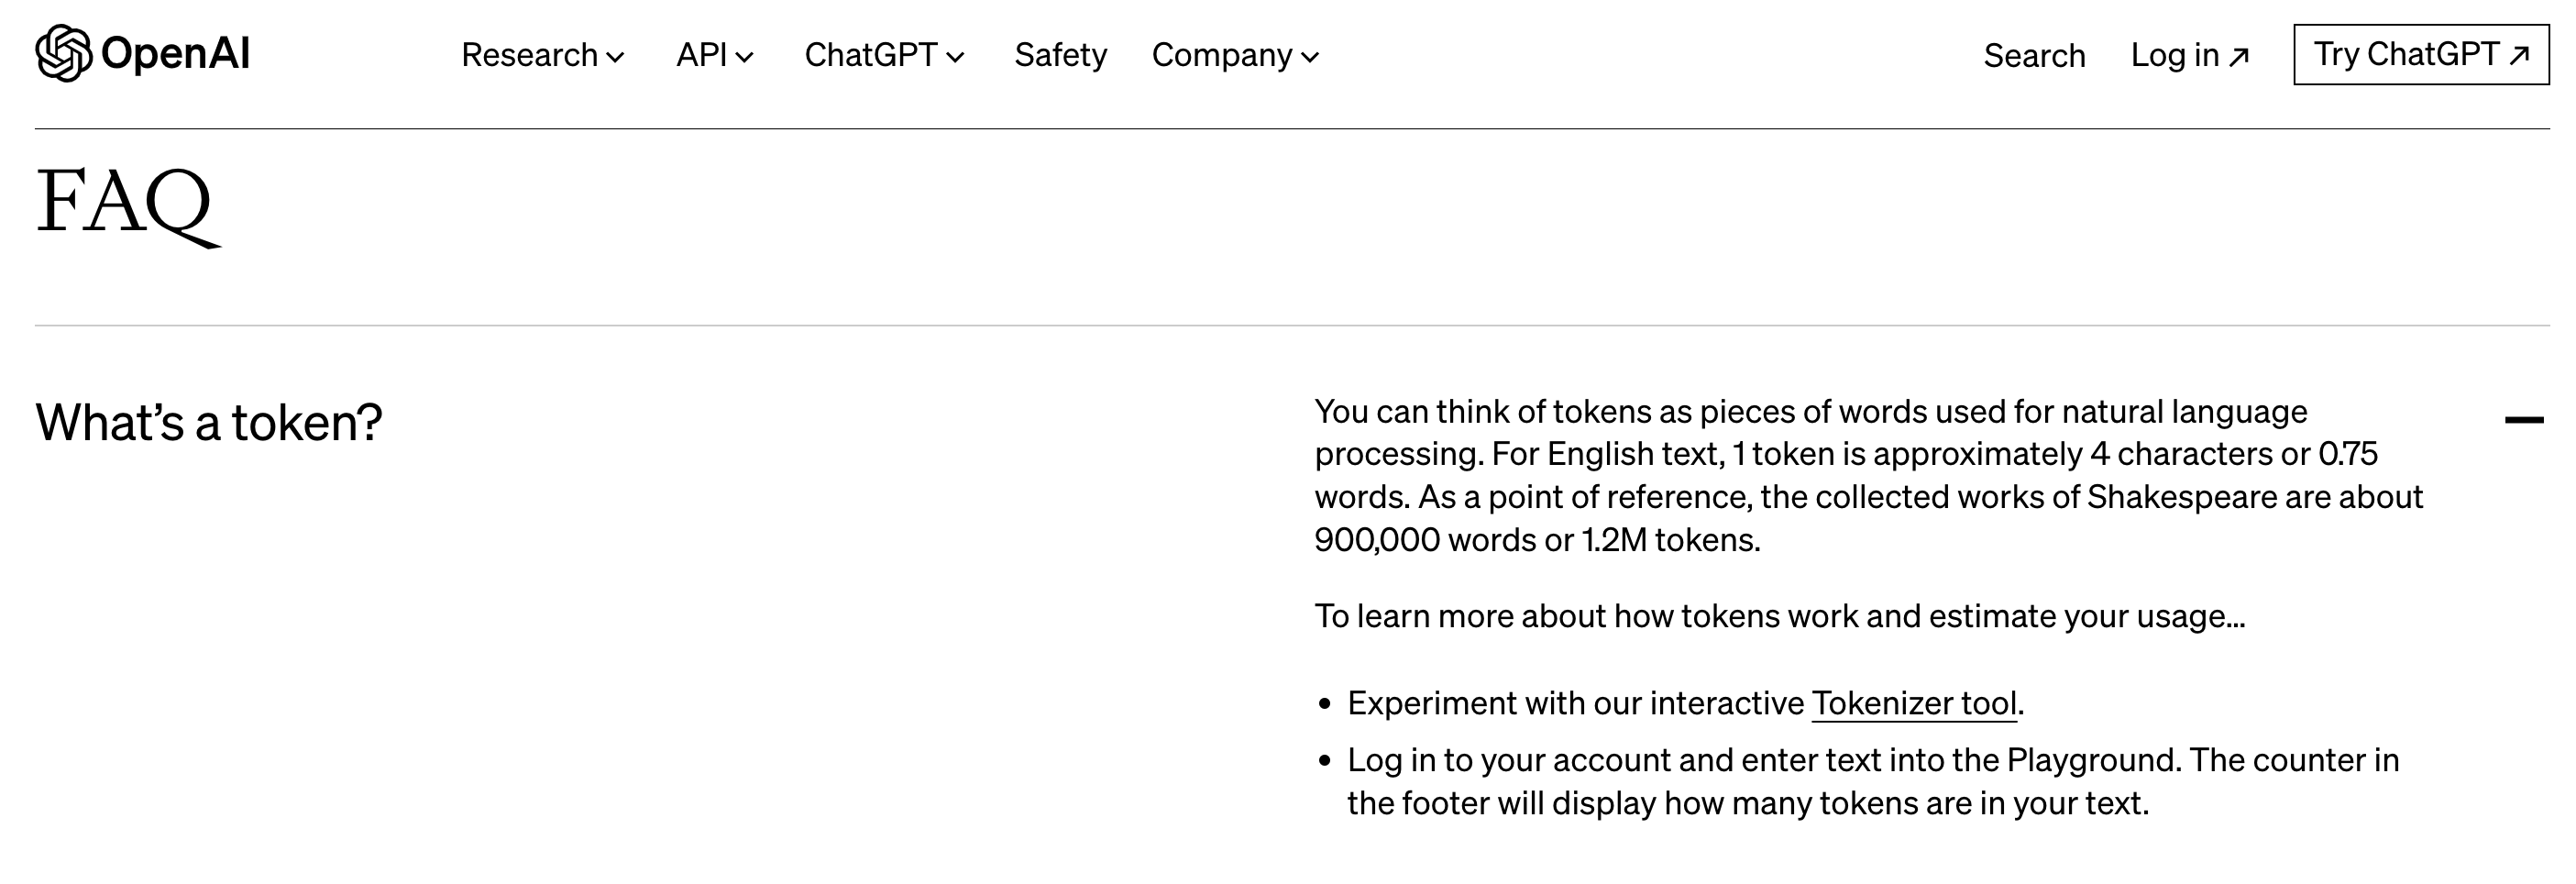 OpenAI
Research
API
ChatGPT
Safety
Company
Search
Log in ↗
Try ChatGPT ↗
FAQ
What’s a token?
You can think of tokens as pieces of words used for natural language
processing. For English text, 1 token is approximately 4 characters or 0.75
words. As a point of reference, the collected works of Shakespeare are about
900,000 words or 1.2M tokens.
To learn more about how tokens work and estimate your usage...
• Experiment with our interactive Tokenizer tool.
• Log in to your account and enter text into the Playground. The counter in
the footer will display how many tokens are in your text.